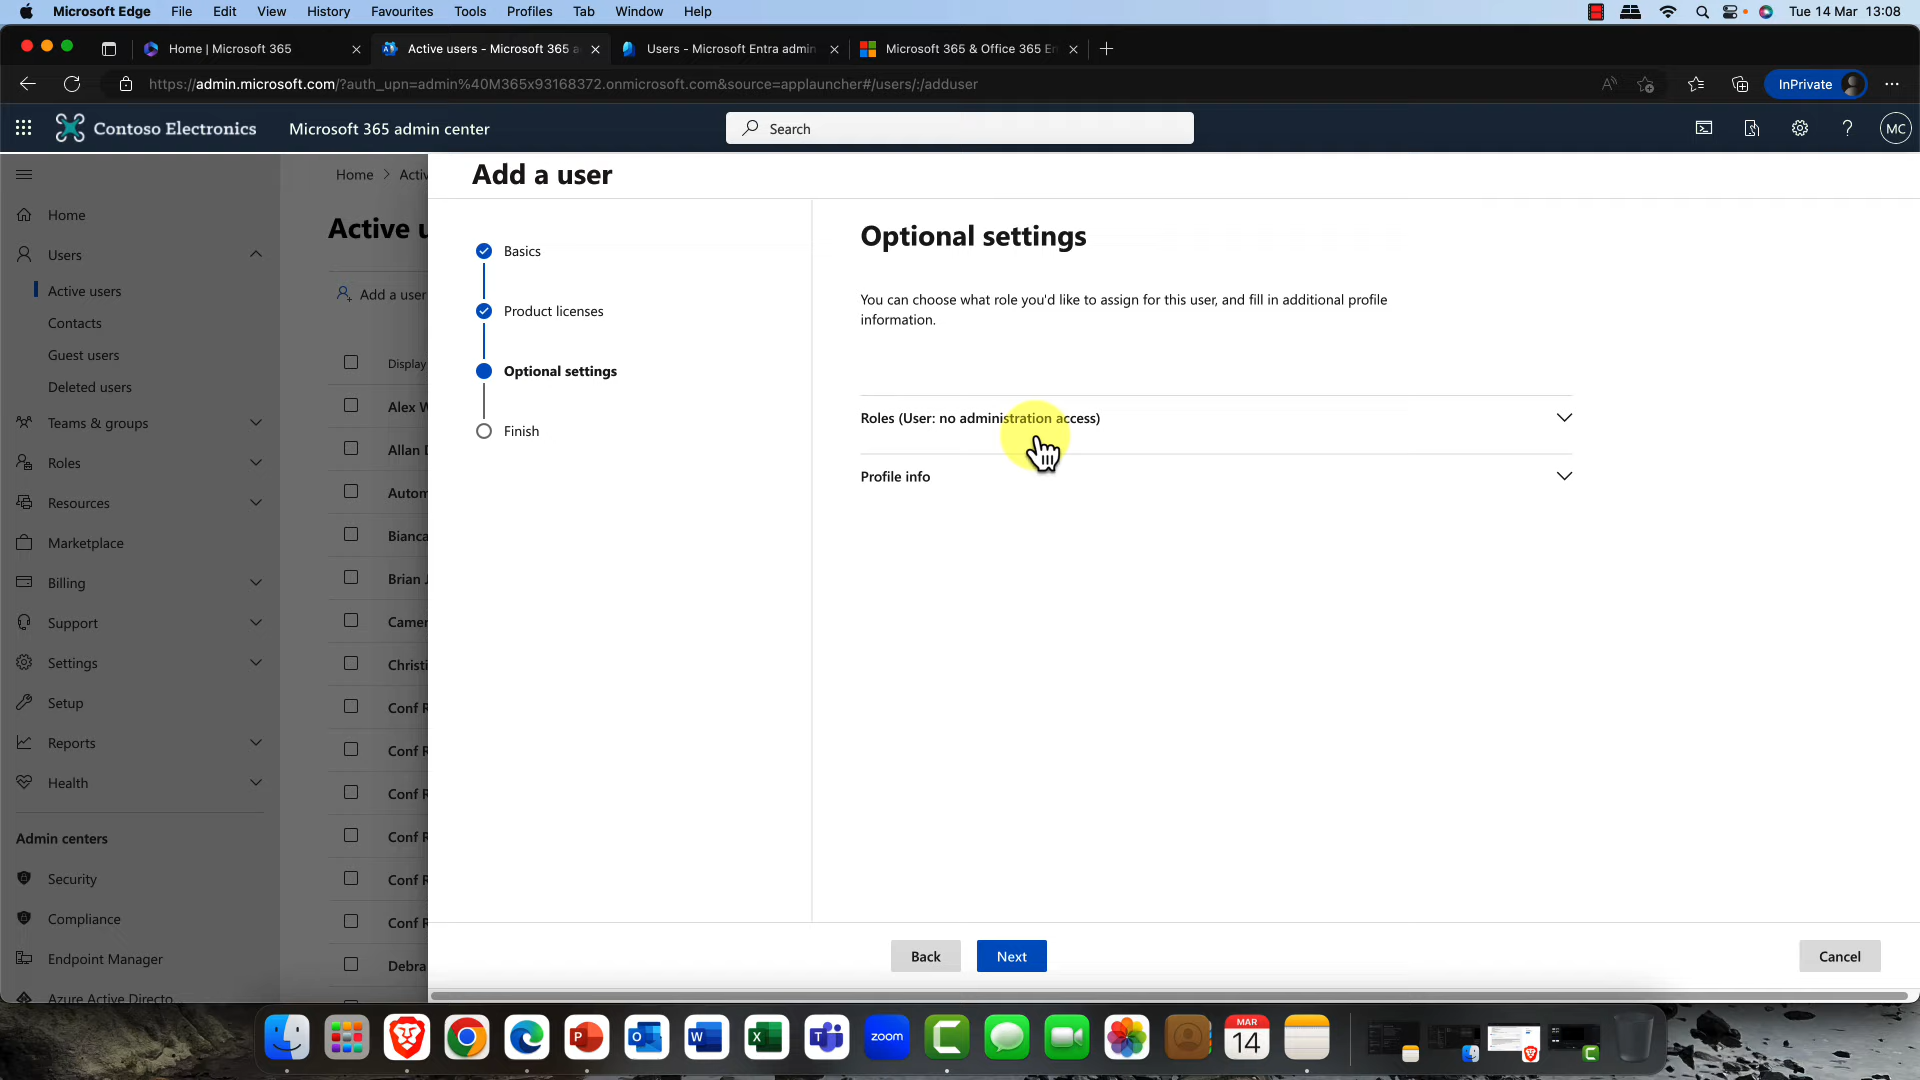 Microsoft Edge File Edit View History Favourites Tools Profiles Tab Window Help Tue 14 Mar 13:08
Home | Microsoft 365
Active users - Microsoft 365 a
Users - Microsoft Entra admin
Microsoft 365 & Office 365 En
https://admin.microsoft.com/?auth_upn=admin%40M365x93168372.onmicrosoft.com&source=applauncher#/users/:/adduser
InPrivate
Contoso Electronics
Microsoft 365 admin center
Search
MC
Home
Users
Active users
Contacts
Guest users
Deleted users
Teams & groups
Roles
Resources
Marketplace
Billing
Support
Settings
Setup
Reports
Health
Admin centers
Security
Compliance
Endpoint Manager
Azure Active Directo
Home > Activ
Active u
Add a user
Display
Alex W
Allan D
Autom
Bianca
Brian J
Camer
Christi
Conf R
Conf R
Conf R
Conf R
Conf R
Conf R
Debra
Add a user
Basics
Product licenses
Optional settings
Finish
Optional settings
You can choose what role you'd like to assign for this user, and fill in additional profile
information.
Roles (User: no administration access)
Profile info
Back
Next
Cancel
zoom
MAR
14